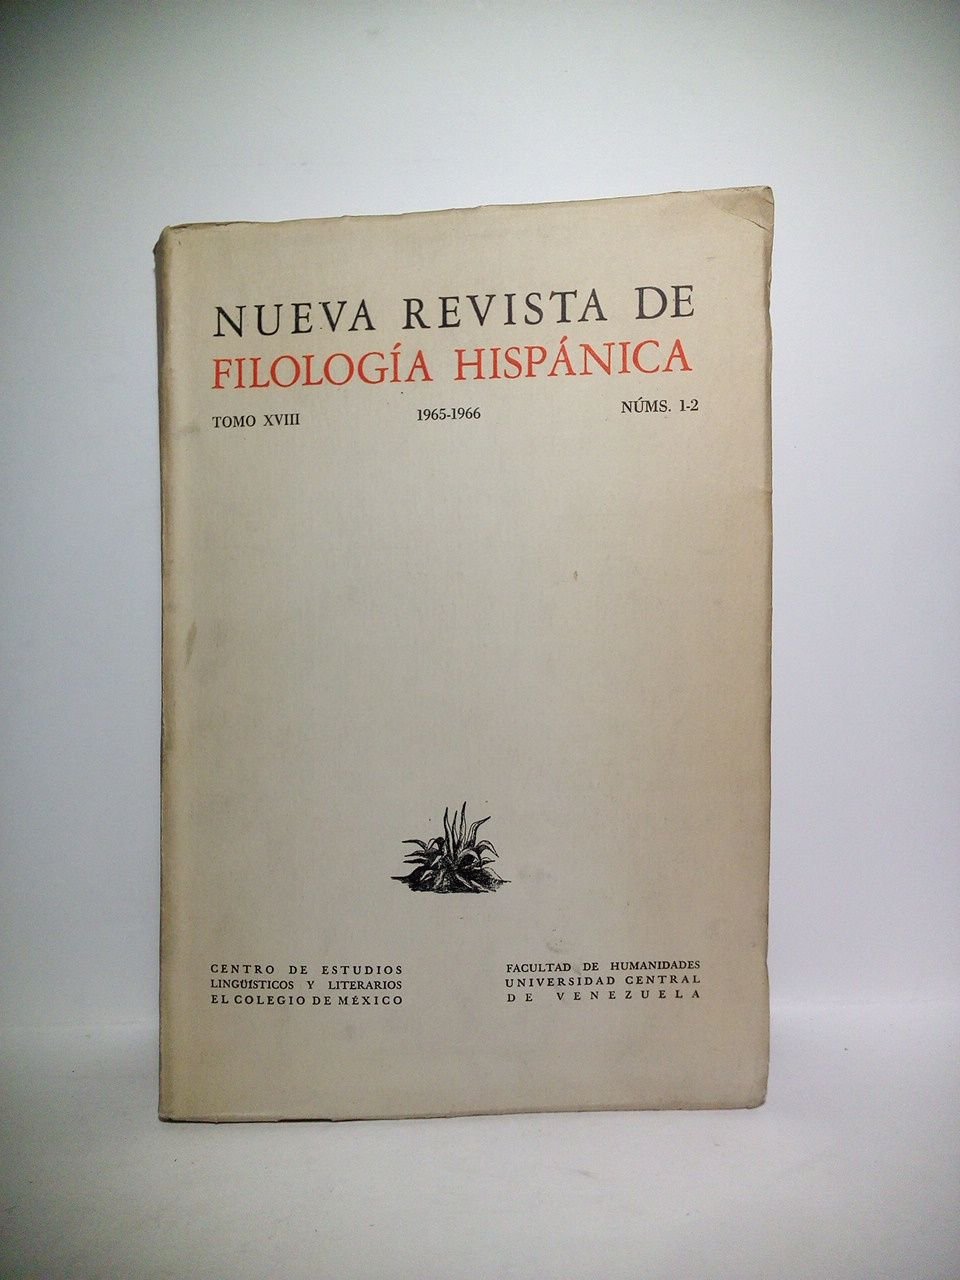 NUEVA REVISTA DE
FILOLOGÍA HISPÁNICA
TOMO XVIII 1965-1966 NÚMS. 1-2
CENTRO DE ESTUDIOS
LINGÜÍSTICOS Y LITERARIOS
EL COLEGIO DE MÉXICO
FACULTAD DE HUMANIDADES
UNIVERSIDAD CENTRAL
DE VENEZUELA